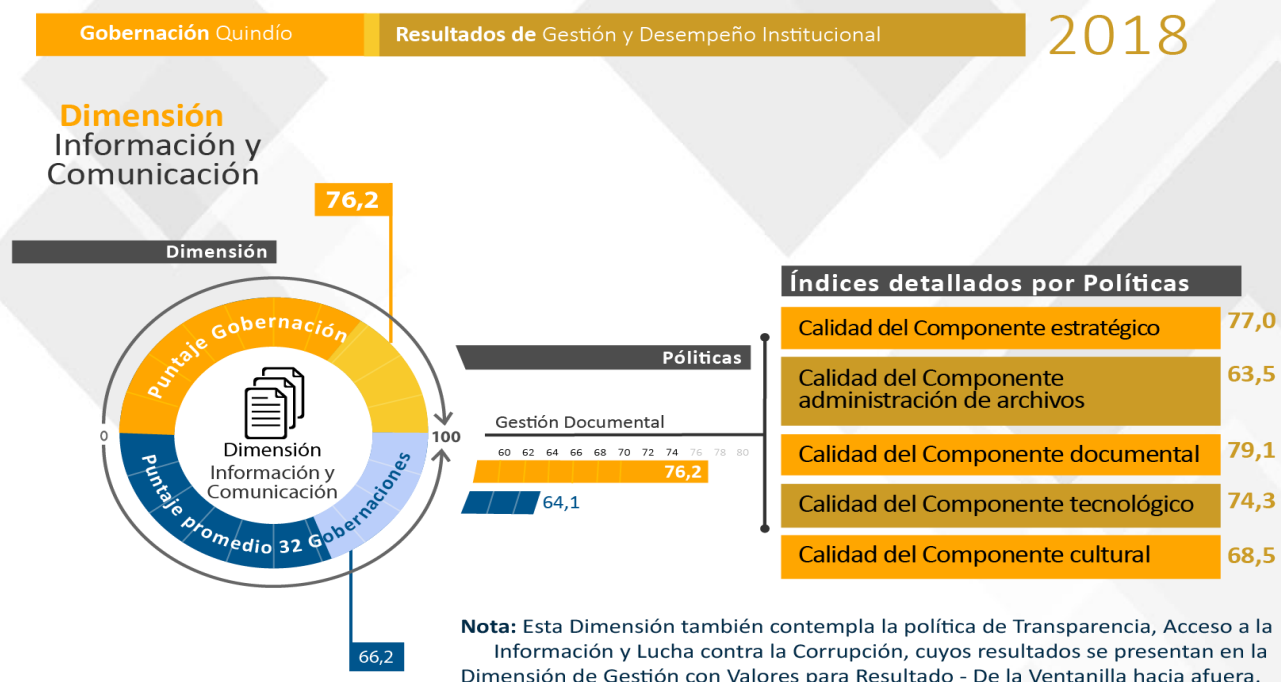 Gobernación Quindío
Resultados de Gestión y Desempeño Institucional
2018
Dimensión
Información y
Comunicación
76,2
Dimensión
Puntaje Gobernación
0
100
Dimensión
Información y
Comunicación
Puntaje promedio 32 Gobernaciones
66,2
Póliticas
Gestión Documental
60 62 64 66 68 70 72 74 76 78 80
76,2
64,1
Índices detallados por Políticas
Calidad del Componente estratégico 77,0
Calidad del Componente
administración de archivos 63,5
Calidad del Componente documental 79,1
Calidad del Componente tecnológico 74,3
Calidad del Componente cultural 68,5
Nota: Esta Dimensión también contempla la política de Transparencia, Acceso a la
Información y Lucha contra la Corrupción, cuyos resultados se presentan en la
Dimensión de Gestión con Valores para Resultado - De la Ventanilla hacia afuera.